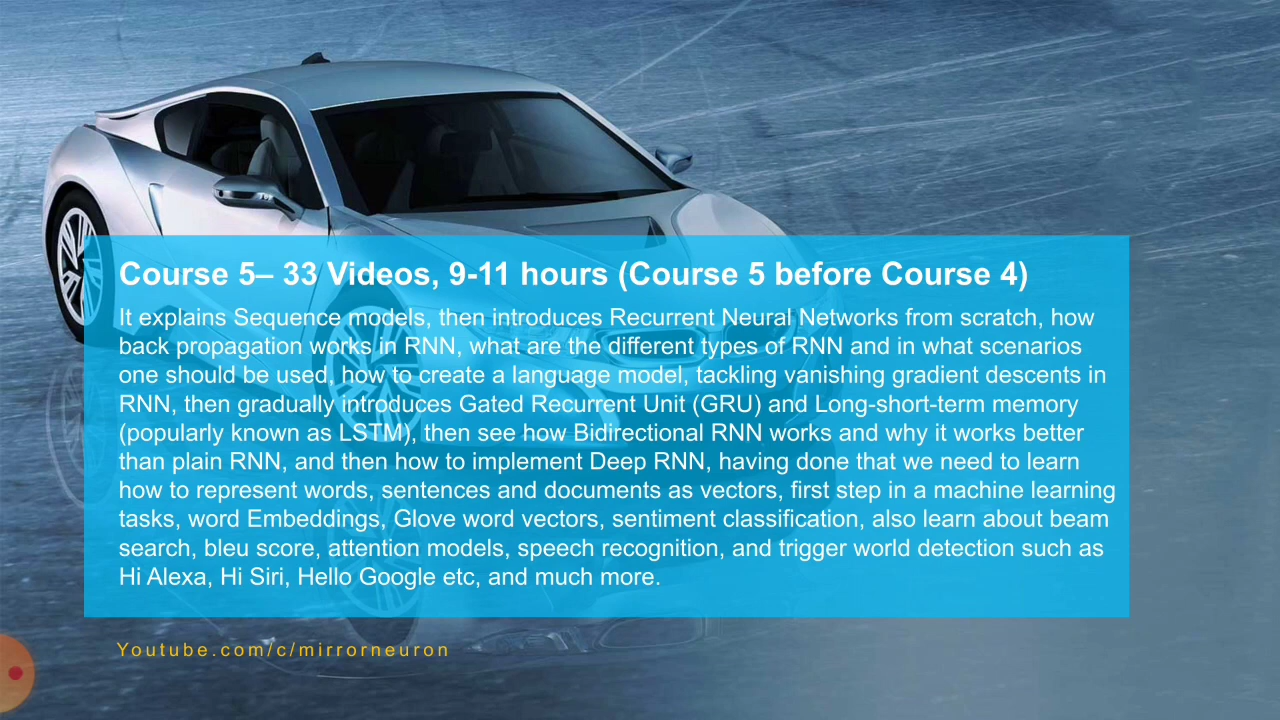 Course 5– 33 Videos, 9-11 hours (Course 5 before Course 4)
It explains Sequence models, then introduces Recurrent Neural Networks from scratch, how
back propagation works in RNN, what are the different types of RNN and in what scenarios
one should be used, how to create a language model, tackling vanishing gradient descents in
RNN, then gradually introduces Gated Recurrent Unit (GRU) and Long-short-term memory
(popularly known as LSTM), then see how Bidirectional RNN works and why it works better
than plain RNN, and then how to implement Deep RNN, having done that we need to learn
how to represent words, sentences and documents as vectors, first step in a machine learning
tasks, word Embeddings, Glove word vectors, sentiment classification, also learn about beam
search, bleu score, attention models, speech recognition, and trigger world detection such as
Hi Alexa, Hi Siri, Hello Google etc, and much more.
Youtube.com/c/mirrorneuron